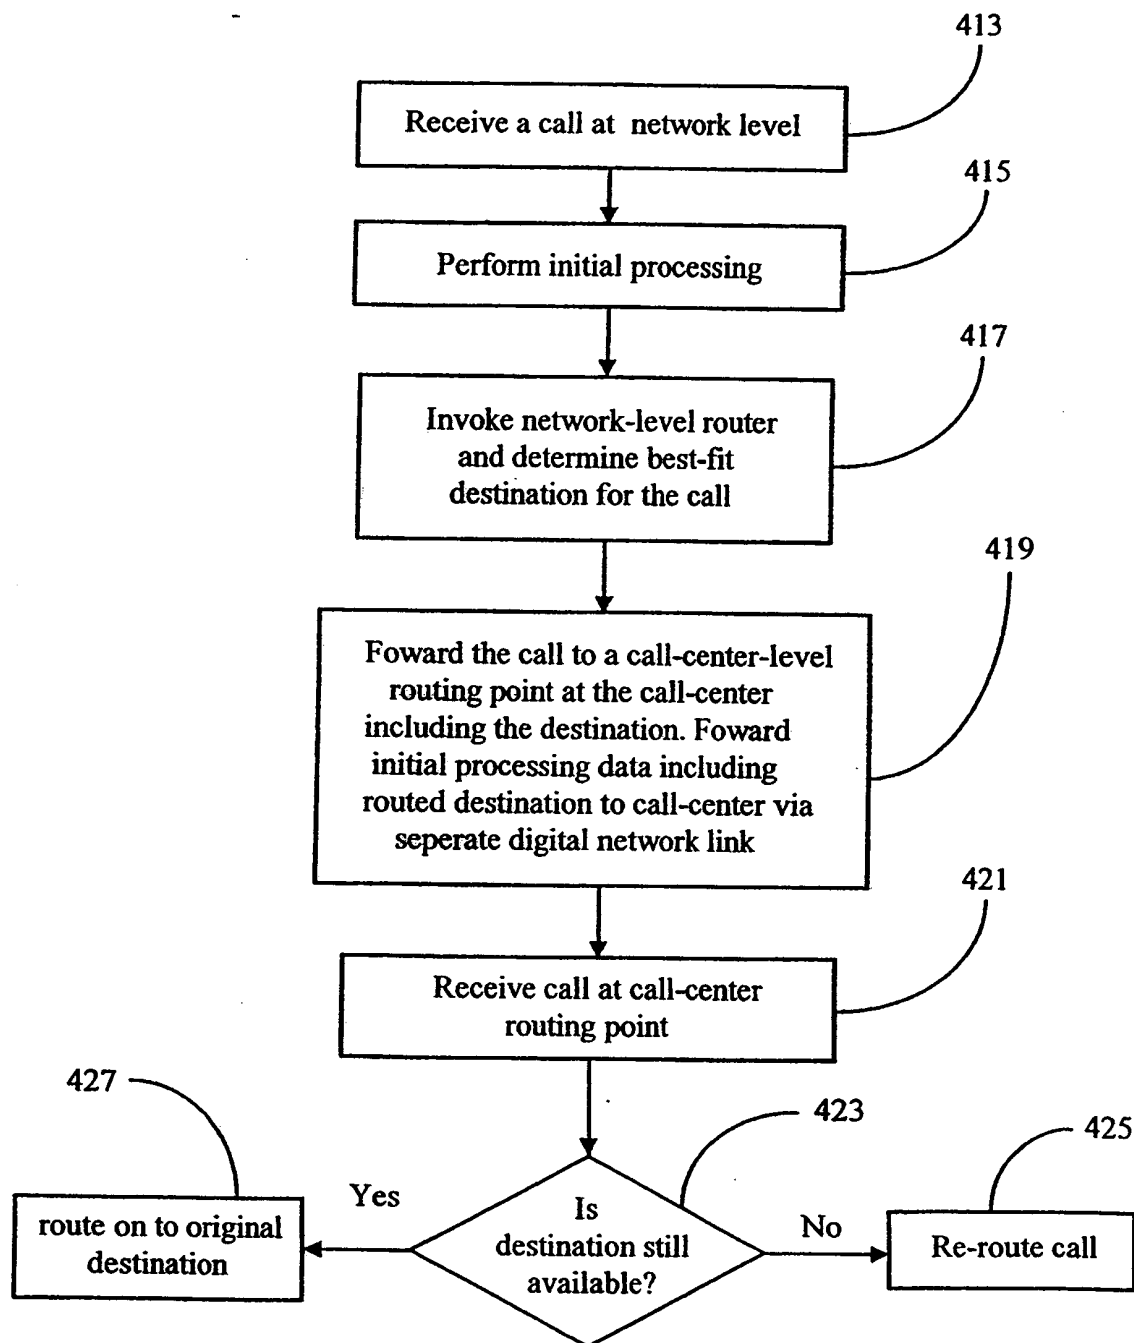 413
Receive a call at network level
415
Perform initial processing
417
Invoke network-level router
and determine best-fit
destination for the call
419
Foward the call to a call-center-level
routing point at the call-center
including the destination. Foward
initial processing data including
routed destination to call-center via
seperate digital network link
421
Receive call at call-center
routing point
427
423
425
Yes
route on to original
destination
Is
destination still
available?
No
Re-route call